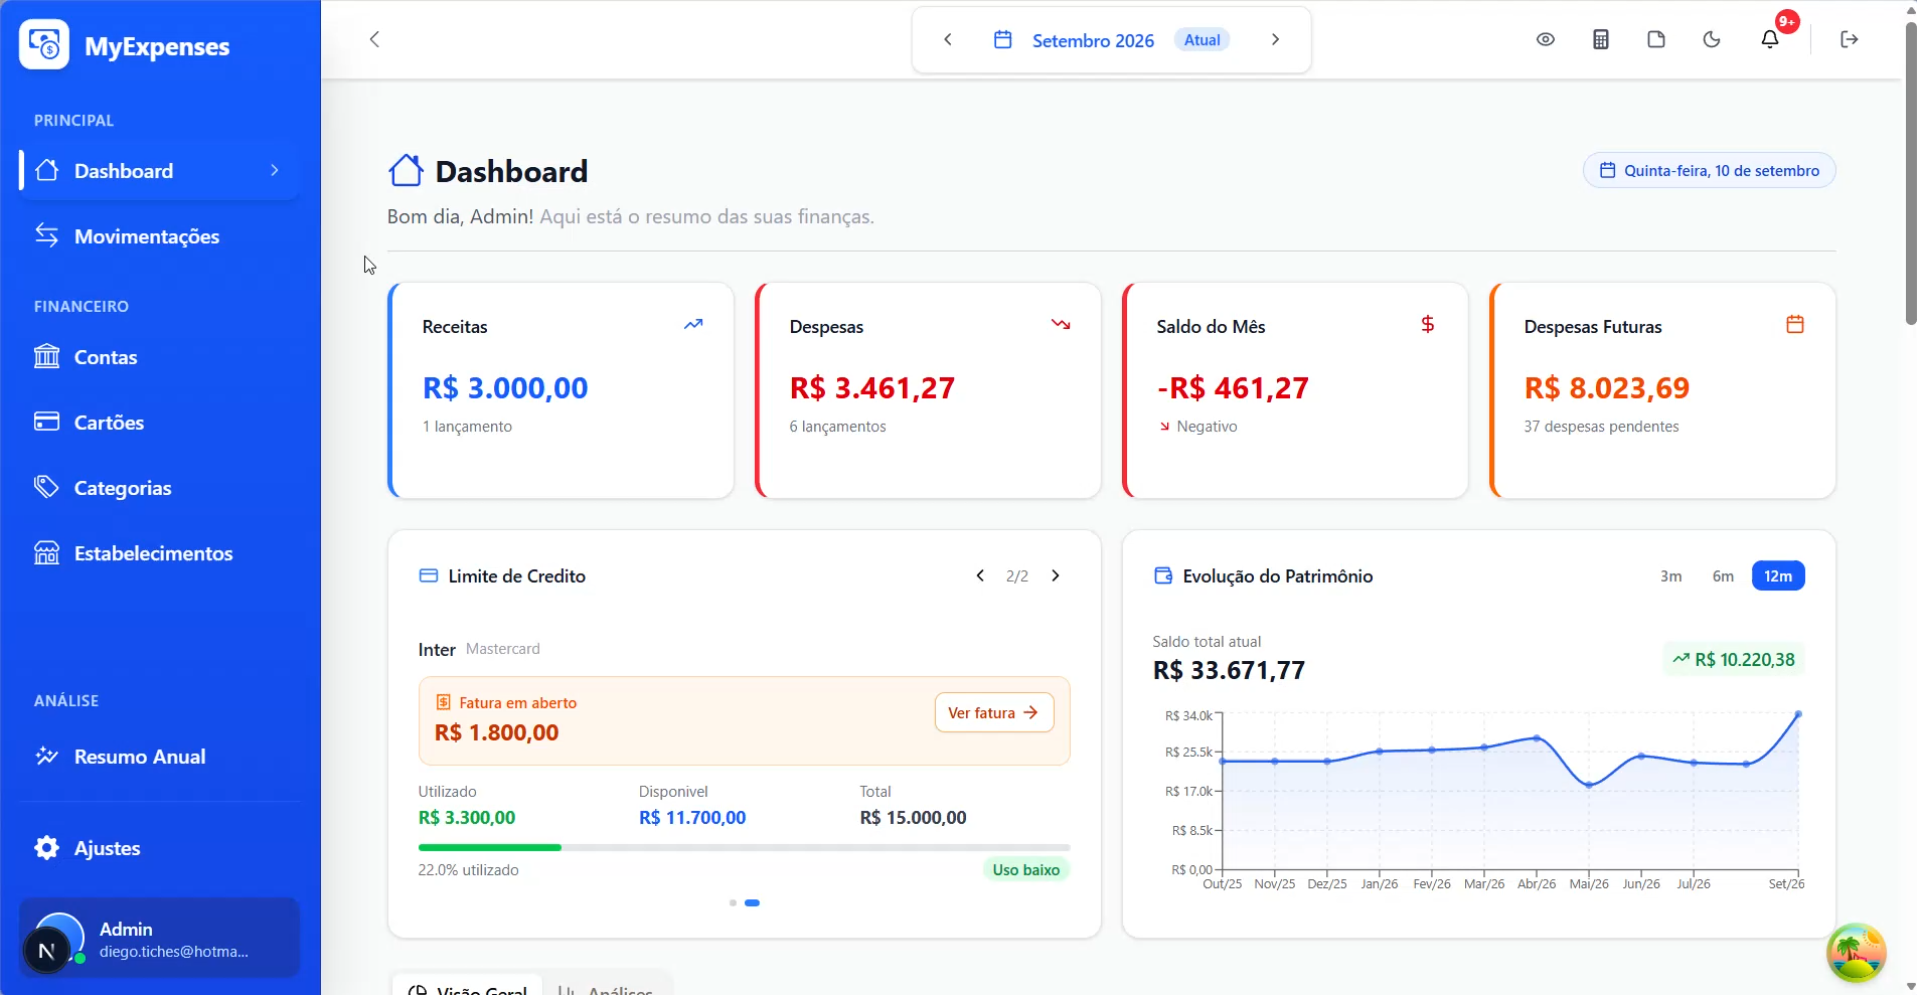 MyExpenses
PRINCIPAL
Dashboard
Movimentações
FINANCEIRO
Contas
Cartões
Categorias
Estabelecimentos
ANÁLISE
Resumo Anual
Ajustes
N
Admin
diego.tiches@hotma...
Setembro 2026 Atual
9+
Dashboard
Quinta-feira, 10 de setembro
Bom dia, Admin! Aqui está o resumo das suas finanças.
Receitas
R$ 3.000,00
1 lançamento
Despesas
R$ 3.461,27
6 lançamentos
Saldo do Mês
$
-R$ 461,27
Negativo
Despesas Futuras
R$ 8.023,69
37 despesas pendentes
Limite de Credito
2/2
Inter Mastercard
Fatura em aberto
R$ 1.800,00
Ver fatura
Utilizado Disponivel Total
R$ 3.300,00 R$ 11.700,00 R$ 15.000,00
22.0% utilizado
Uso baixo
Evolução do Patrimônio
3m 6m 12m
Saldo total atual
R$ 33.671,77
R$ 10.220,38
R$ 34.0k
R$ 25.5k
R$ 17.0k
R$ 8.5k
R$ 0,00
Out/25 Nov/25 Dez/25 Jan/26 Fev/26 Mar/26 Abr/26 Mai/26 Jun/26 Jul/26 Set/26
Visão Geral Análises